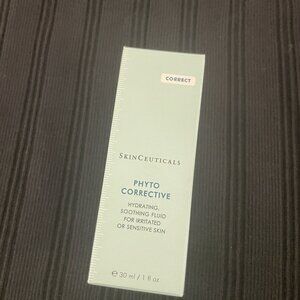 CORRECT
SKINCEUTICALS
PHYTO
CORRECTIVE
HYDRATING,
SOOTHING FLUID
FOR IRRITATED
OR SENSITIVE SKIN
℮ 30 ml / 1 fl oz